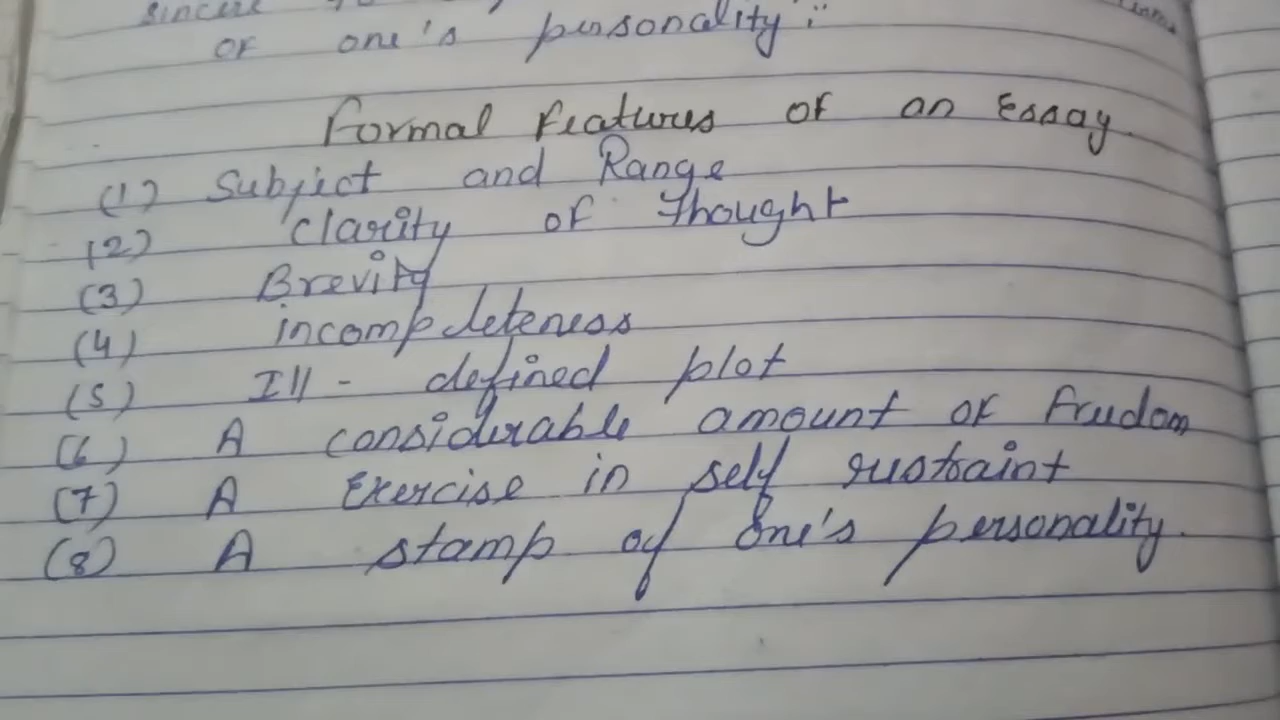 sincere
of one's personality."
Formal Features of an Essay.
(1) Subject and Range
(2) Clarity of Thought
(3) Brevity
(4) incompleteness
(5) Ill-defined plot
(6) A considerable amount of Freedom
(7) A Exercise in self restraint
(8) A stamp of One's personality.